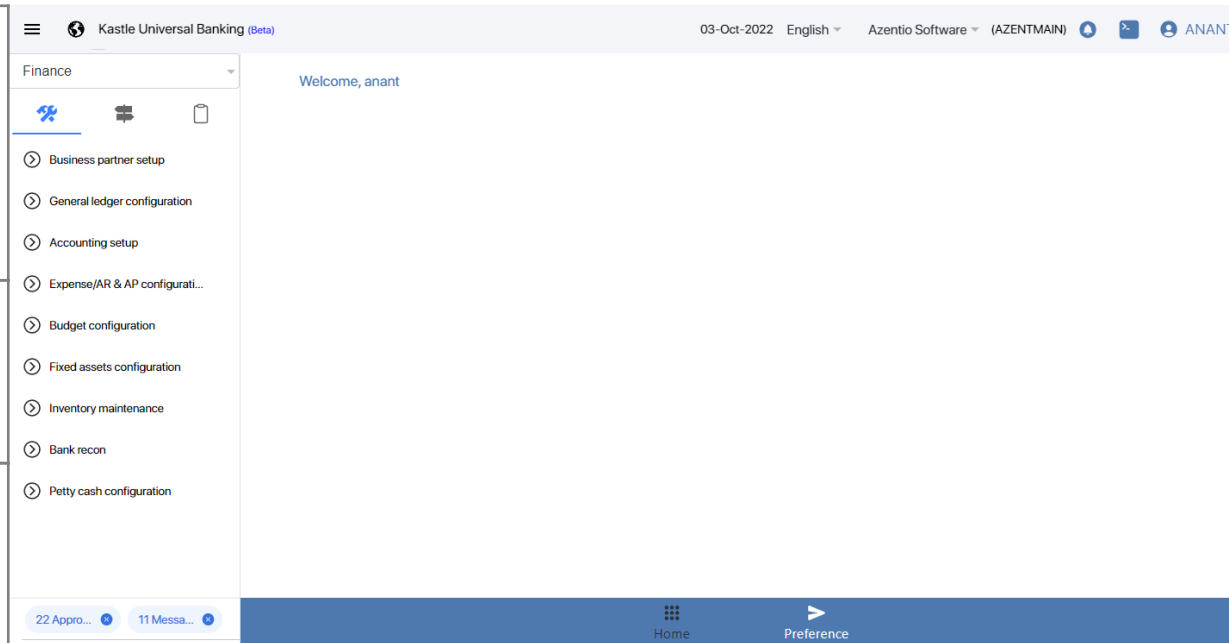 Kastle Universal Banking (Beta)
03-Oct-2022 English Azentio Software (AZENTMAIN) ANANT
Finance
Welcome, anant
Business partner setup
General ledger configuration
Accounting setup
Expense/AR & AP configurati...
Budget configuration
Fixed assets configuration
Inventory maintenance
Bank recon
Petty cash configuration
22 Appro... 11 Messa...
Home Preference